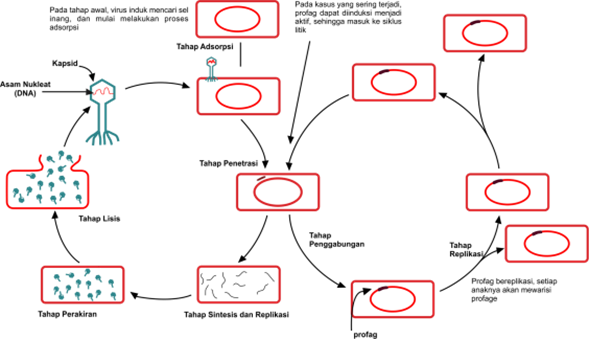 Pada tahap awal, virus induk mencari sel
inang, dan mulai melakukan proses
adsorpsi
Pada kasus yang sering terjadi,
profag dapat diinduksi menjadi
aktif, sehingga masuk ke siklus
litik
Tahap Adsorpsi
Kapsid
Asam Nukleat
(DNA)
Tahap Penetrasi
Tahap Lisis
Tahap
Penggabungan
Tahap
Replikasi
Profag bereplikasi, setiap
anaknya akan mewarisi
profage
Tahap Perakiran
Tahap Sintesis dan Replikasi
profag